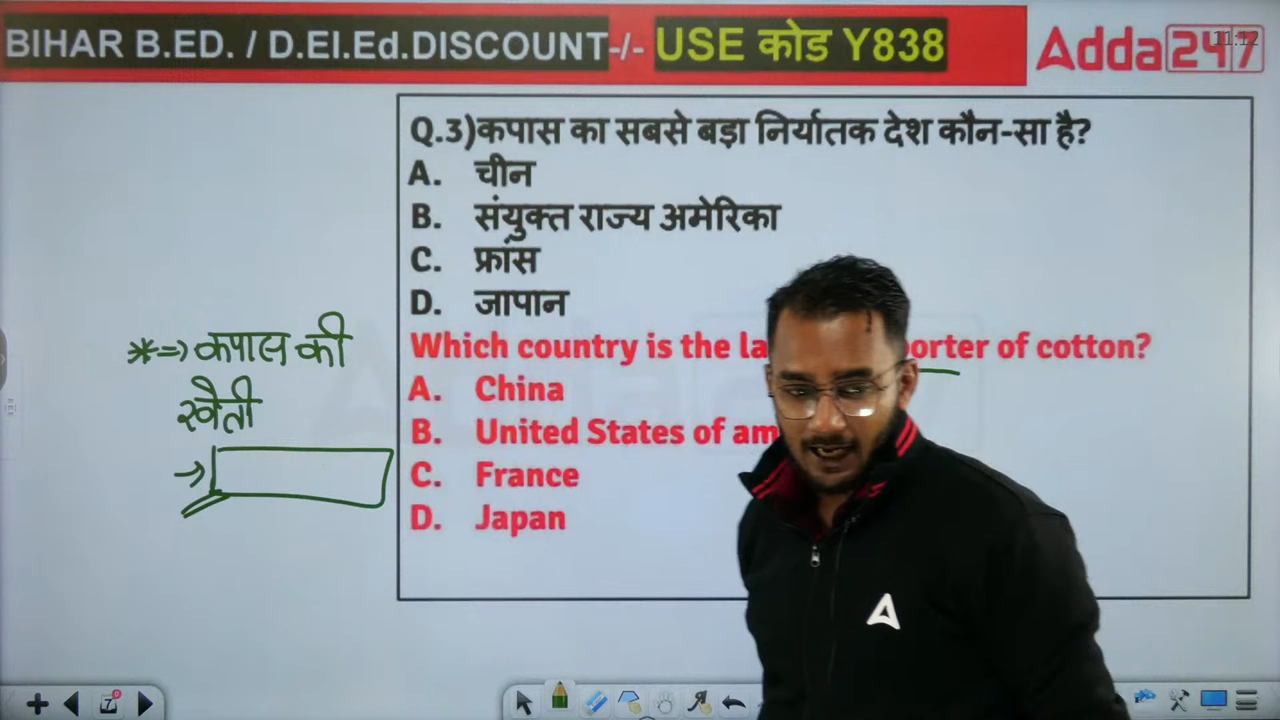 BIHAR B.ED. / D.El.Ed.DISCOUNT-/- USE कोड Y838
Adda247
11:12
Q.3)कपास का सबसे बड़ा निर्यातक देश कौन-सा है?
A. चीन
B. संयुक्त राज्य अमेरिका
C. फ्रांस
D. जापान
Which country is the la porter of cotton?
A. China
B. United States of am
C. France
D. Japan
*=> कपास की
खेती